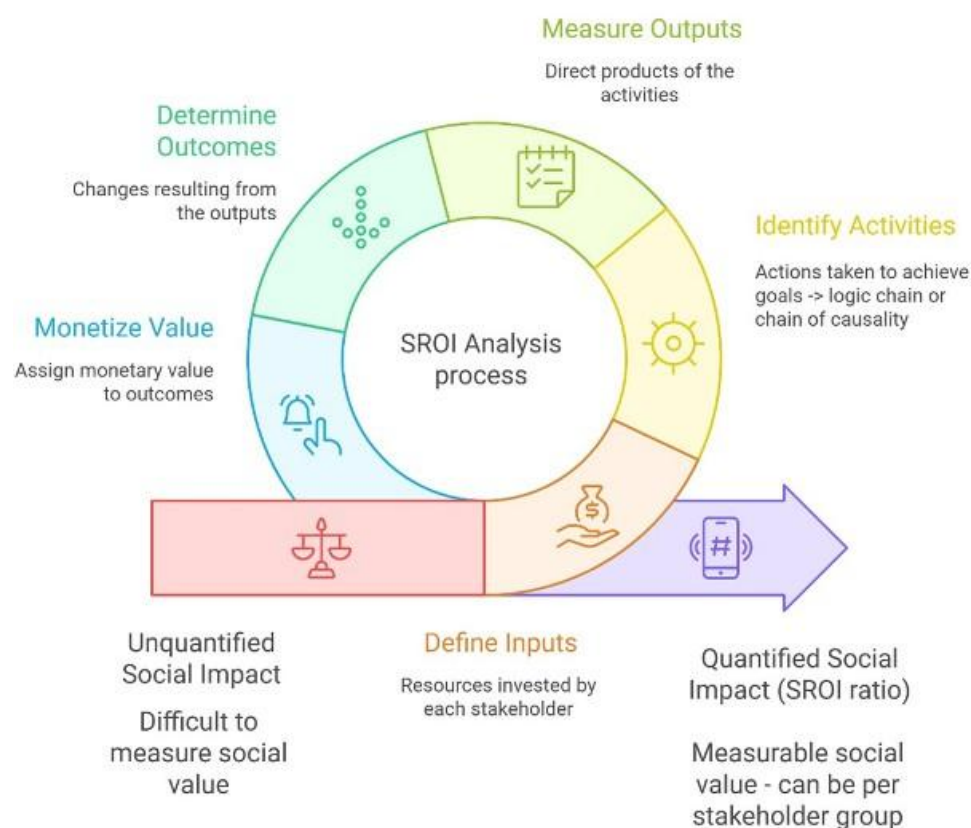 Measure Outputs
Direct products of the
activities
Determine
Outcomes
Changes resulting from
the outputs
Identify Activities
Actions taken to achieve
goals -> logic chain or
chain of causality
Monetize Value
Assign monetary value
to outcomes
SROI Analysis
process
$
#
Unquantified
Social Impact
Difficult to
measure social
value
Define Inputs
Resources invested by
each stakeholder
Quantified Social
Impact (SROI ratio)
Measurable social
value - can be per
stakeholder group